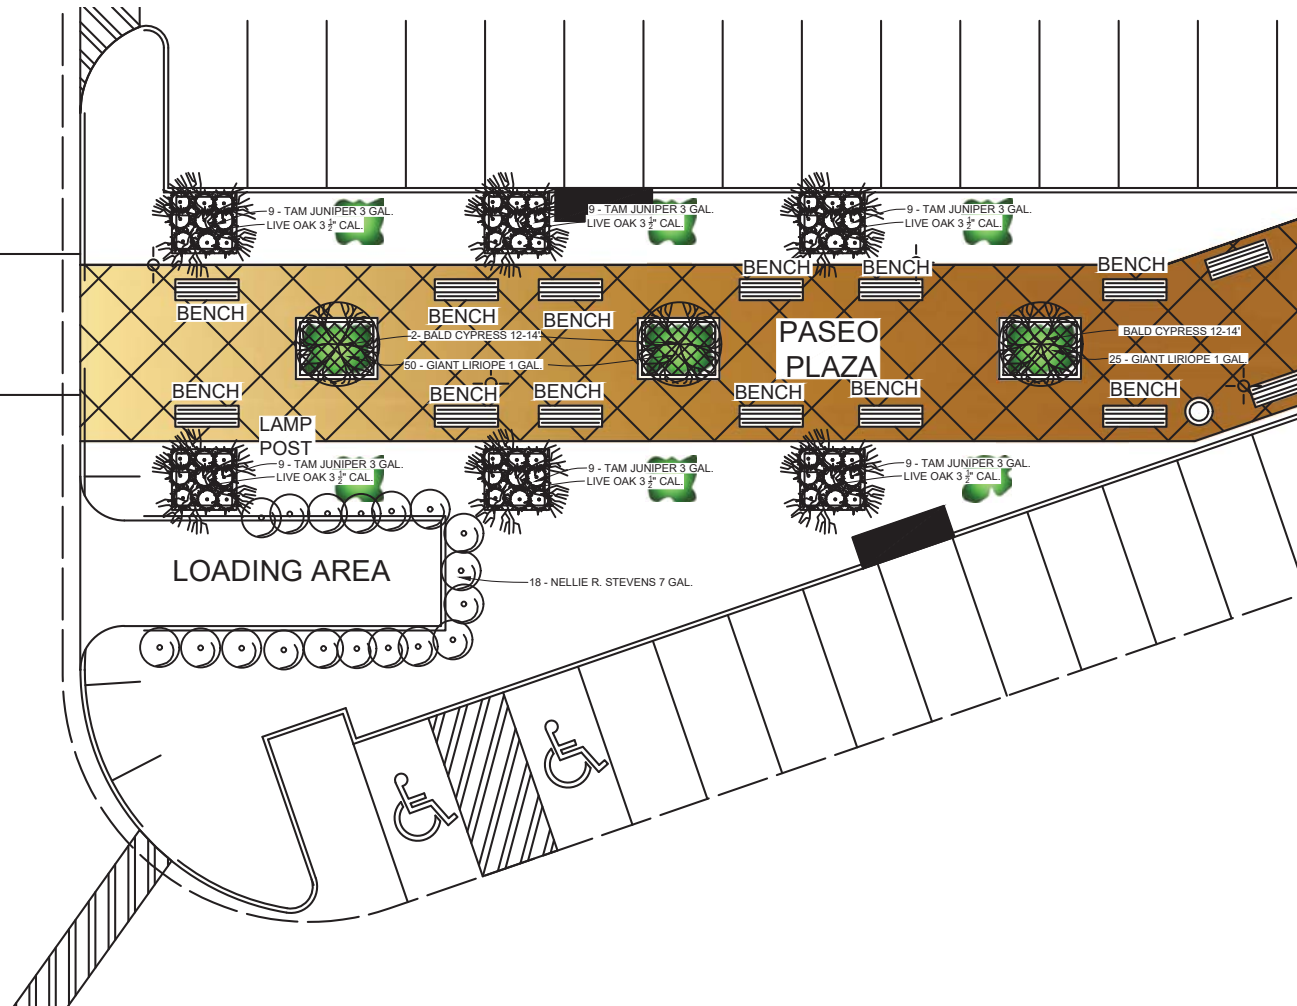 9 - TAM JUNIPER 3 GAL.
LIVE OAK 3 ½" CAL.
9 - TAM JUNIPER 3 GAL.
LIVE OAK 3 ½" CAL.
9 - TAM JUNIPER 3 GAL.
LIVE OAK 3 ½" CAL.
BENCH
BENCH
BENCH
BENCH
BENCH
BENCH
2- BALD CYPRESS 12-14'
50 - GIANT LIRIOPE 1 GAL.
PASEO
PLAZA
BALD CYPRESS 12-14'
25 - GIANT LIRIOPE 1 GAL.
BENCH
BENCH
BENCH
BENCH
BENCH
BENCH
LAMP
POST
9 - TAM JUNIPER 3 GAL.
LIVE OAK 3 ½" CAL.
9 - TAM JUNIPER 3 GAL.
LIVE OAK 3 ½" CAL.
9 - TAM JUNIPER 3 GAL.
LIVE OAK 3 ½" CAL.
LOADING AREA
18 - NELLIE R. STEVENS 7 GAL.